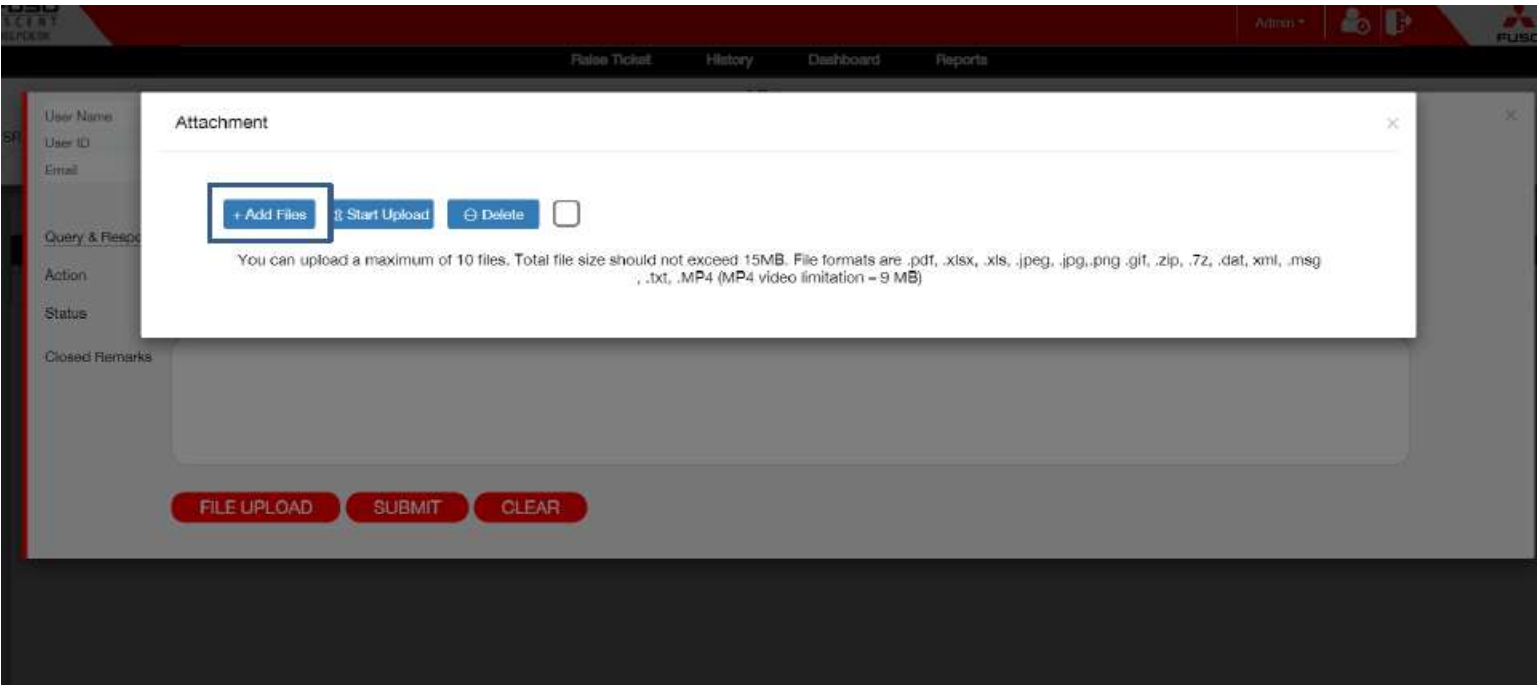 Admin
FUSO
Raise Ticket History Dashboard Reports
User Name
User ID
Email
Attachment
+ Add Files Start Upload Delete
Query & Respo
You can upload a maximum of 10 files. Total file size should not exceed 15MB. File formats are .pdf, .xlsx, .xls, .jpeg, .jpg,.png .gif, .zip, .7z, .dat, xml, .msg
, .txt, .MP4 (MP4 video limitation – 9 MB)
Action
Status
Closed Remarks
FILE UPLOAD SUBMIT CLEAR